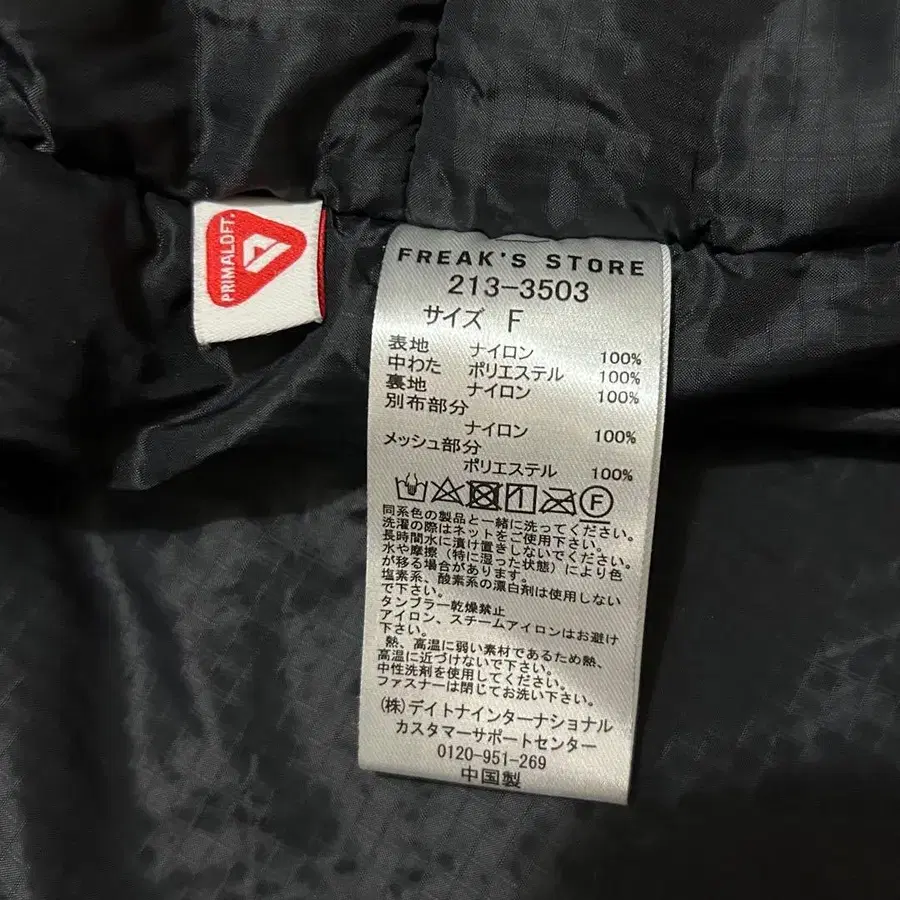 PRIMALOFT.
FREAK'S STORE
213-3503
サイズ F
表地 ナイロン 100%
中わた ポリエステル 100%
裏地 ナイロン 100%
別布部分
ナイロン 100%
メッシュ部分
ポリエステル 100%
F
同系色の製品と一緒に洗ってください。
洗濯の際はネットをご使用下さい。
長時間水に漬け置きしないでください。
水や摩擦（特に湿った状態）により色
が移る場合があります。
塩素系、酸素系の漂白剤は使用しない
で下さい。
タンブラー乾燥禁止
アイロン、スチームアイロンはお避け
下さい。
熱、高温に弱い素材であるため熱、
高温に近づけないで下さい。
中性洗剤を使用してください。
ファスナーは閉じてお洗い下さい。
(株)デイトナインターナショナル
カスタマーサポートセンター
0120-951-269
中国製